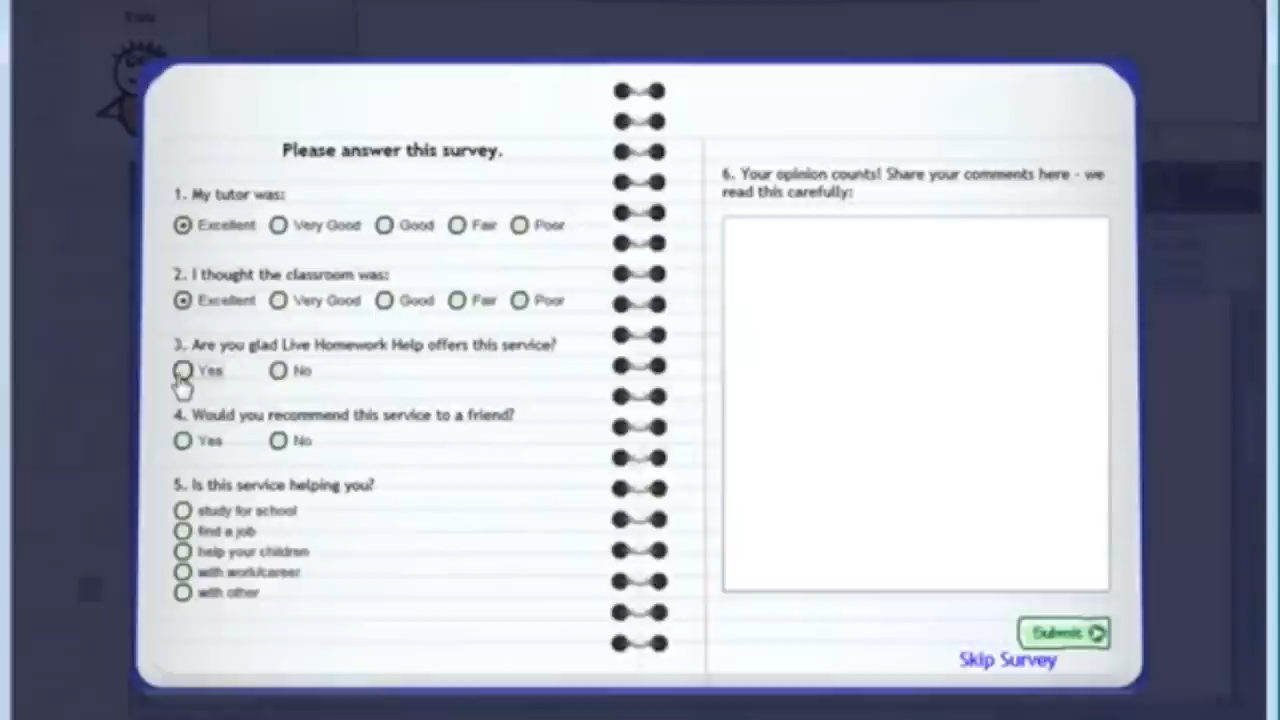 Please answer this survey.
1. My tutor was:
Excellent Very Good Good Fair Poor
2. I thought the classroom was:
Excellent Very Good Good Fair Poor
3. Are you glad Live Homework Help offers this service?
Yes No
4. Would you recommend this service to a friend?
Yes No
5. Is this service helping you?
study for school
find a job
help your children
with work/career
with other
6. Your opinion counts! Share your comments here - we
read this carefully:
Submit
Skip Survey